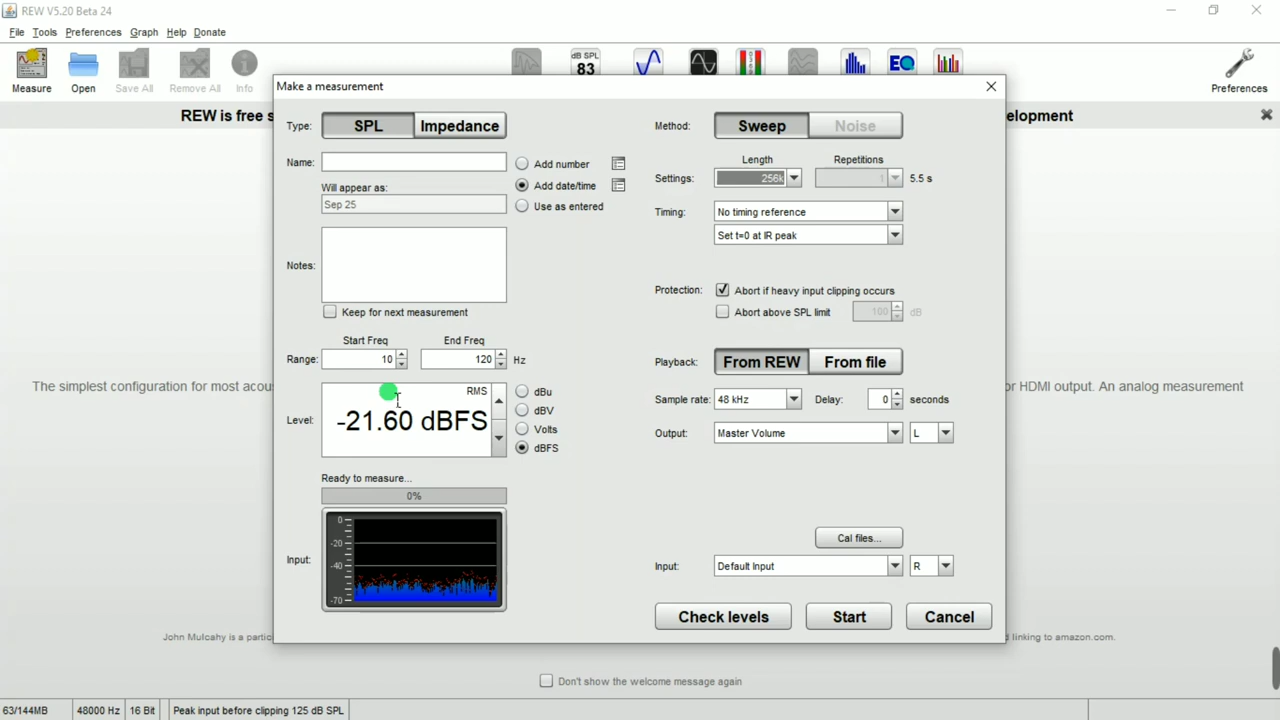 REW V5.20 Beta 24
File Tools Preferences Graph Help Donate
dB SPL
83
EQ
Measure Open Save All Remove All Info Preferences
REW is free s
elopment
Make a measurement
Type: SPL Impedance
Method: Sweep Noise
Name:
Add number
Length Repetitions
Will appear as:
Add date/time
Settings: 256k 1 5.5 s
Sep 25
Use as entered
Timing: No timing reference
Set t=0 at IR peak
Notes:
Protection: Abort if heavy input clipping occurs
Keep for next measurement
Abort above SPL limit 100 dB
Start Freq End Freq
Range: 10 120 Hz
Playback: From REW From file
The simplest configuration for most acou
or HDMI output. An analog measurement
RMS
dBu
Sample rate: 48 kHz Delay: 0 seconds
Level: -21.60 dBFS
dBV
Volts
dBFS
Output: Master Volume L
Ready to measure...
0%
0
-20
-40
-70
Cal files...
Input:
Input: Default Input R
Check levels Start Cancel
John Mulcahy is a partic
d linking to amazon.com.
Don't show the welcome message again
63/144MB 48000 Hz 16 Bit Peak input before clipping 125 dB SPL